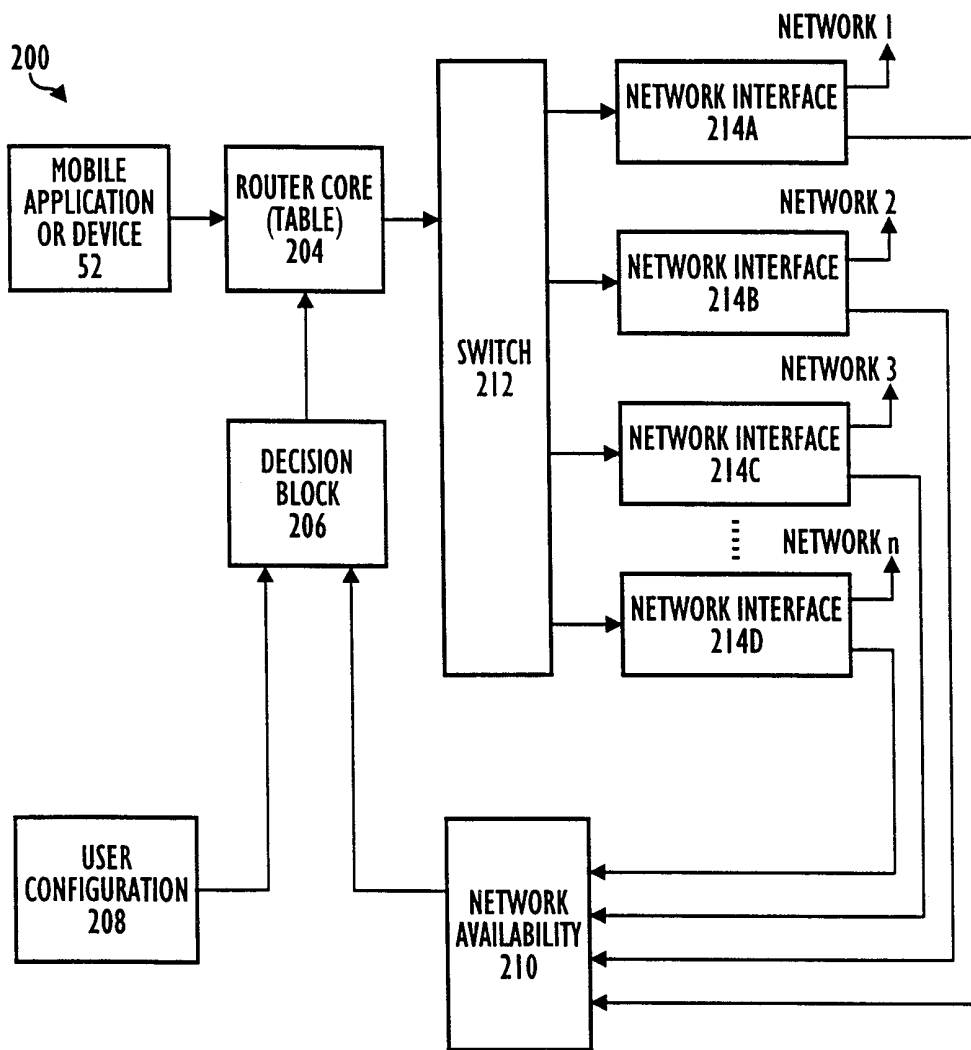 200
MOBILE
APPLICATION
OR DEVICE
52
ROUTER CORE
(TABLE)
204
DECISION
BLOCK
206
USER
CONFIGURATION
208
SWITCH
212
NETWORK 1
NETWORK INTERFACE
214A
NETWORK 2
NETWORK INTERFACE
214B
NETWORK 3
NETWORK INTERFACE
214C
NETWORK n
NETWORK INTERFACE
214D
NETWORK
AVAILABILITY
210